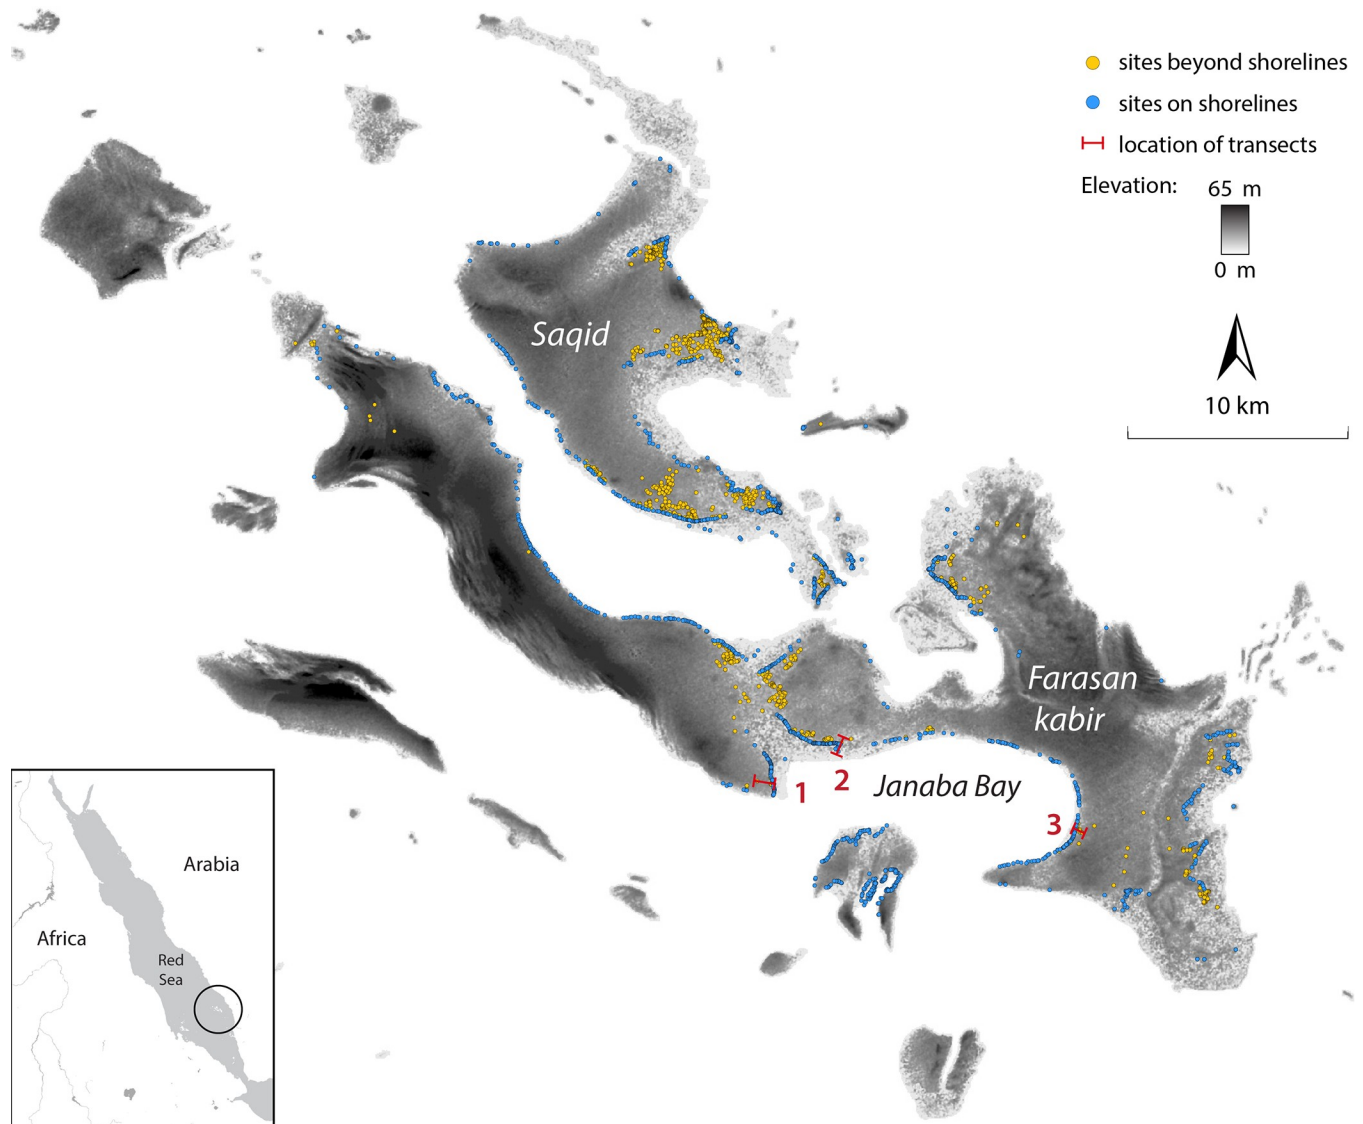 sites beyond shorelines
sites on shorelines
location of transects
Elevation: 65 m
0 m
10 km
Saqid
Farasan
kabir
Janaba Bay
1
2
3
Arabia
Africa
Red
Sea